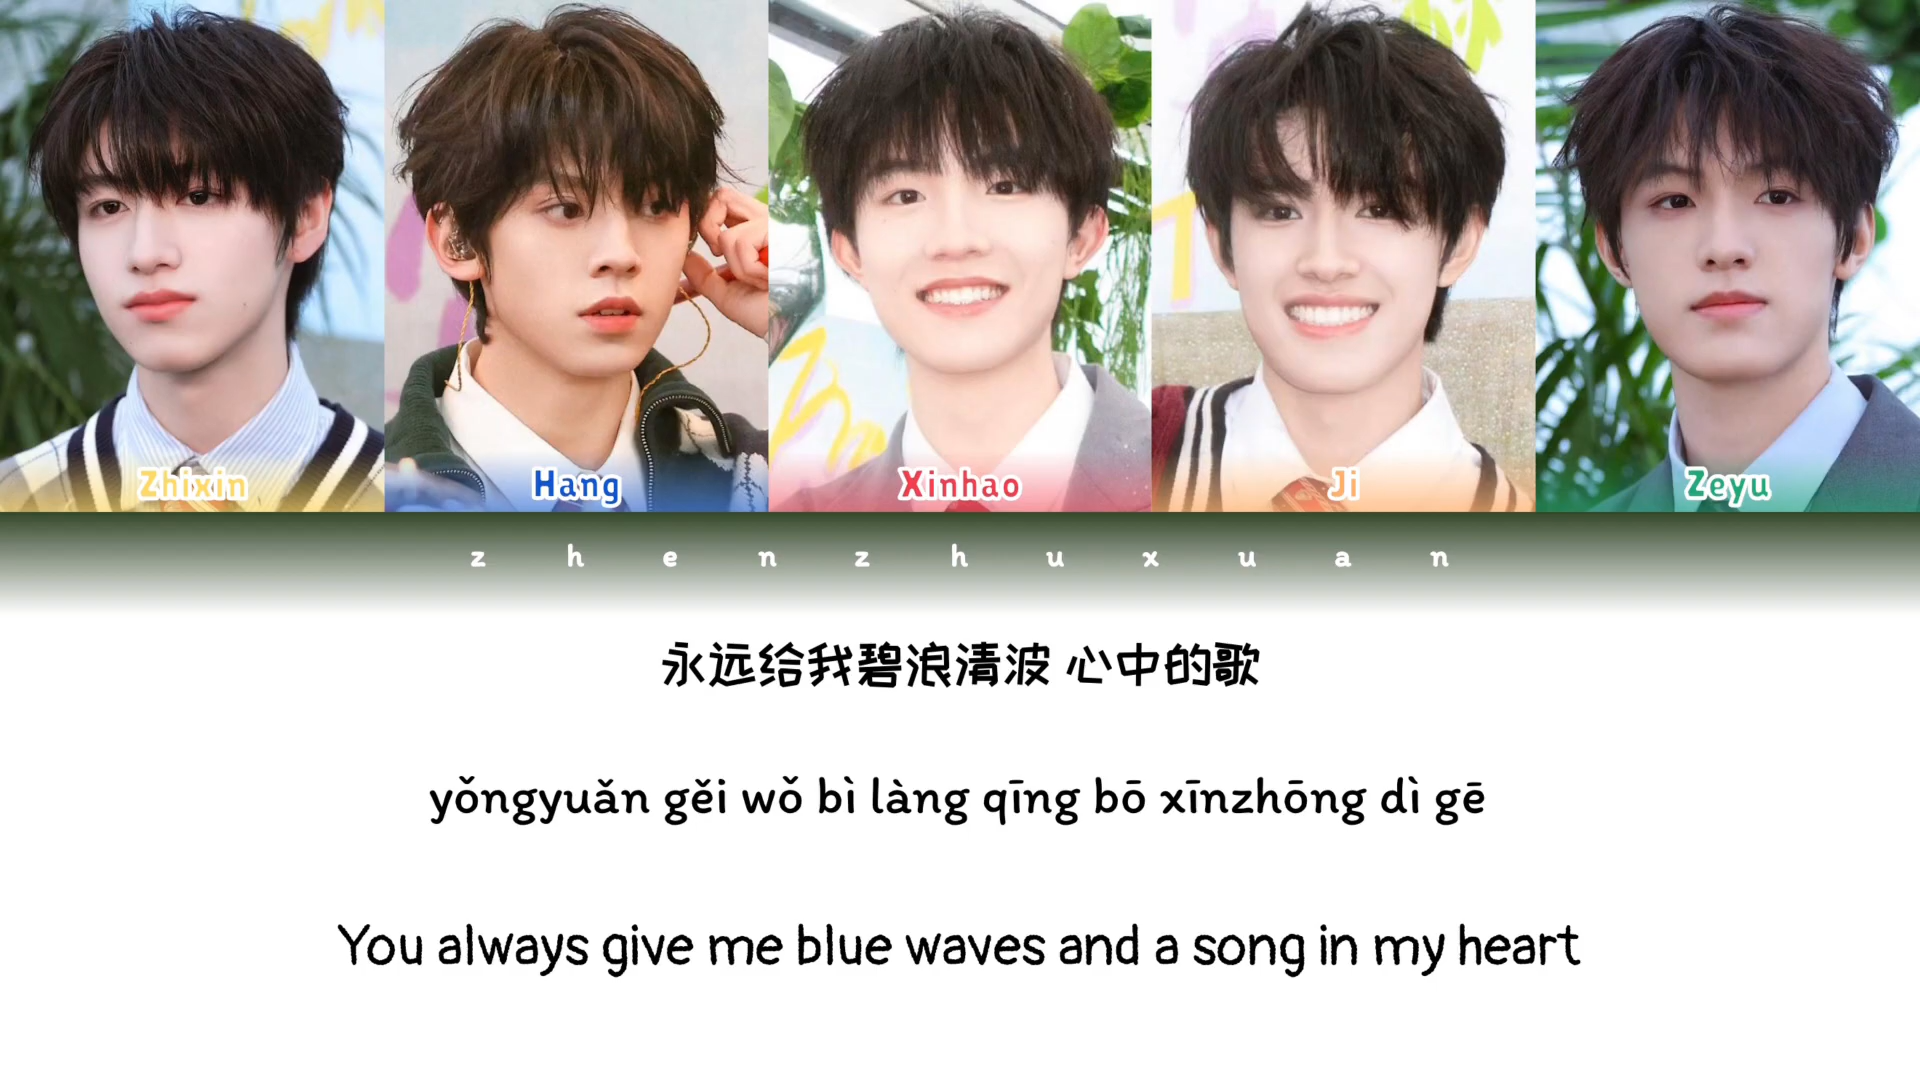 Zhixin Hang Xinhao Ji Zeyu
zhenzhuxuan
永远给我碧浪清波 心中的歌
yǒngyuǎn gěi wǒ bì làng qīng bō xīnzhōng dì gē
You always give me blue waves and a song in my heart